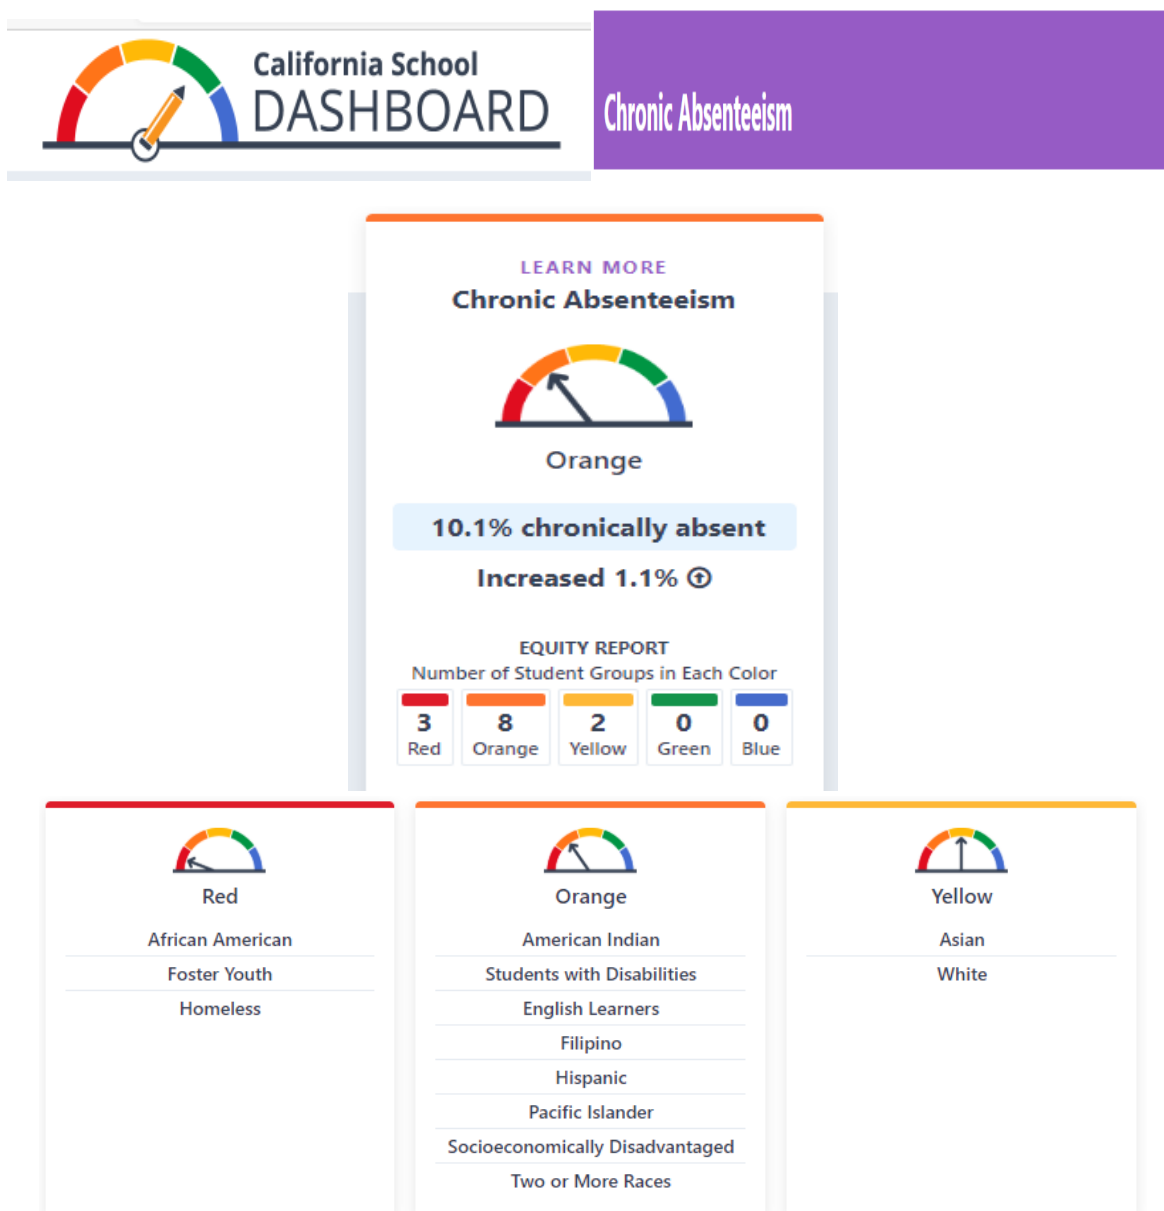 California School
DASHBOARD
Chronic Absenteeism
LEARN MORE
Chronic Absenteeism
Orange
10.1% chronically absent
Increased 1.1%
EQUITY REPORT
Number of Student Groups in Each Color
3 8 2 0 0
Red Orange Yellow Green Blue
Red
African American
Foster Youth
Homeless
Orange
American Indian
Students with Disabilities
English Learners
Filipino
Hispanic
Pacific Islander
Socioeconomically Disadvantaged
Two or More Races
Yellow
Asian
White